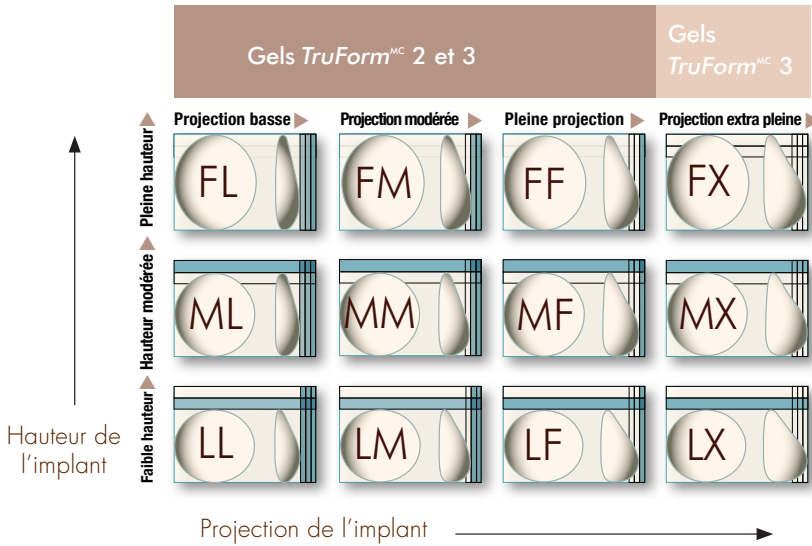 Gels TruForm MC 2 et 3
Gels
TruForm MC 3
Projection basse
Projection modérée
Pleine projection
Projection extra pleine
Pleine hauteur
FL
FM
FF
FX
Hauteur modérée
ML
MM
MF
MX
Faible hauteur
LL
LM
LF
LX
Hauteur de
l’implant
Projection de l’implant